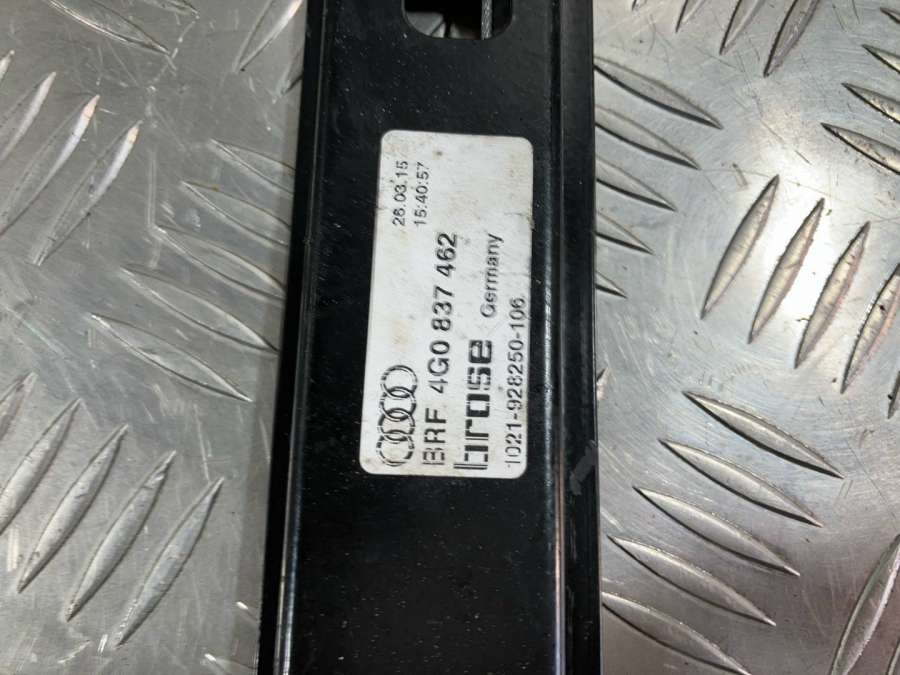 26.03.15
15:40:57
BRF 4G0 837 462
brose Germany
1021-928250-106